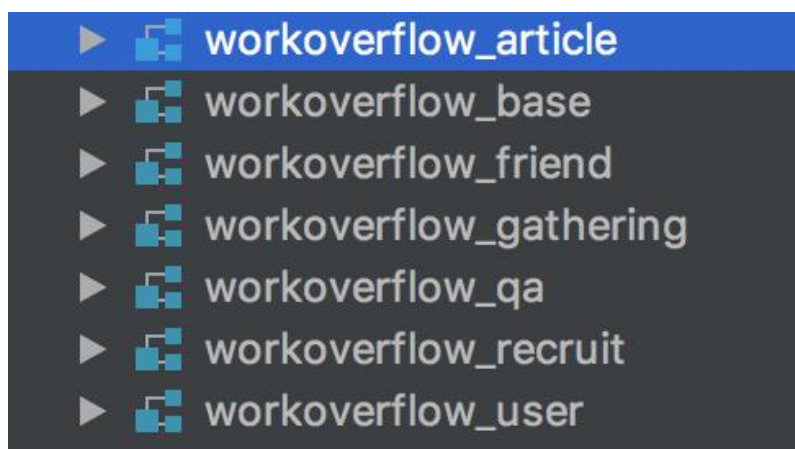 workoverflow_article
workoverflow_base
workoverflow_friend
workoverflow_gathering
workoverflow_qa
workoverflow_recruit
workoverflow_user